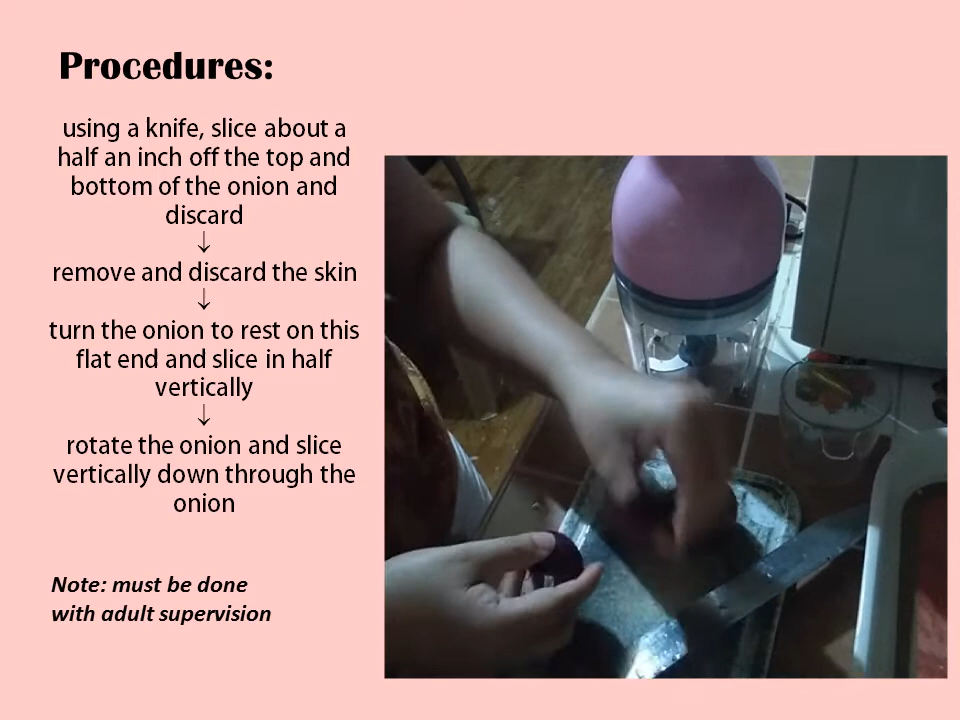 Procedures:
using a knife, slice about a
half an inch off the top and
bottom of the onion and
discard
↓
remove and discard the skin
↓
turn the onion to rest on this
flat end and slice in half
vertically
↓
rotate the onion and slice
vertically down through the
onion
Note: must be done
with adult supervision